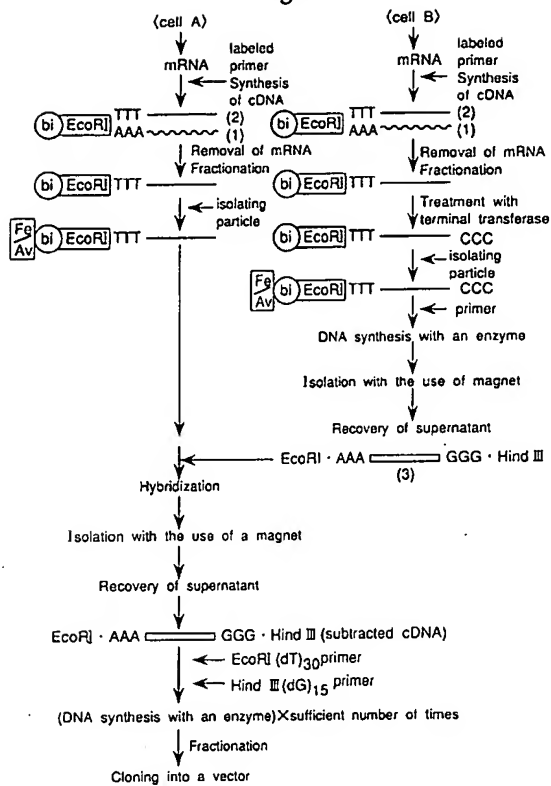 ⟨cell A⟩
mRNA
labeled
primer
Synthesis
of cDNA
bi EcoRI TTT (2)
AAA (1)
Removal of mRNA
Fractionation
bi EcoRI TTT
isolating
particle
Fe
Av bi EcoRI TTT
⟨cell B⟩
mRNA
labeled
primer
Synthesis
of cDNA
bi EcoRI TTT (2)
AAA (1)
Removal of mRNA
Fractionation
bi EcoRI TTT
Treatment with
terminal transferase
bi EcoRI TTT CCC
isolating
particle
Fe
Av bi EcoRI TTT CCC
primer
DNA synthesis with an enzyme
Isolation with the use of magnet
Recovery of supernatant
EcoRI · AAA GGG · Hind III
(3)
Hybridization
Isolation with the use of a magnet
Recovery of supernatant
EcoRI · AAA GGG · Hind III (subtracted cDNA)
EcoRI (dT)30 primer
Hind III (dG)15 primer
(DNA synthesis with an enzyme)×sufficient number of times
Fractionation
Cloning into a vector